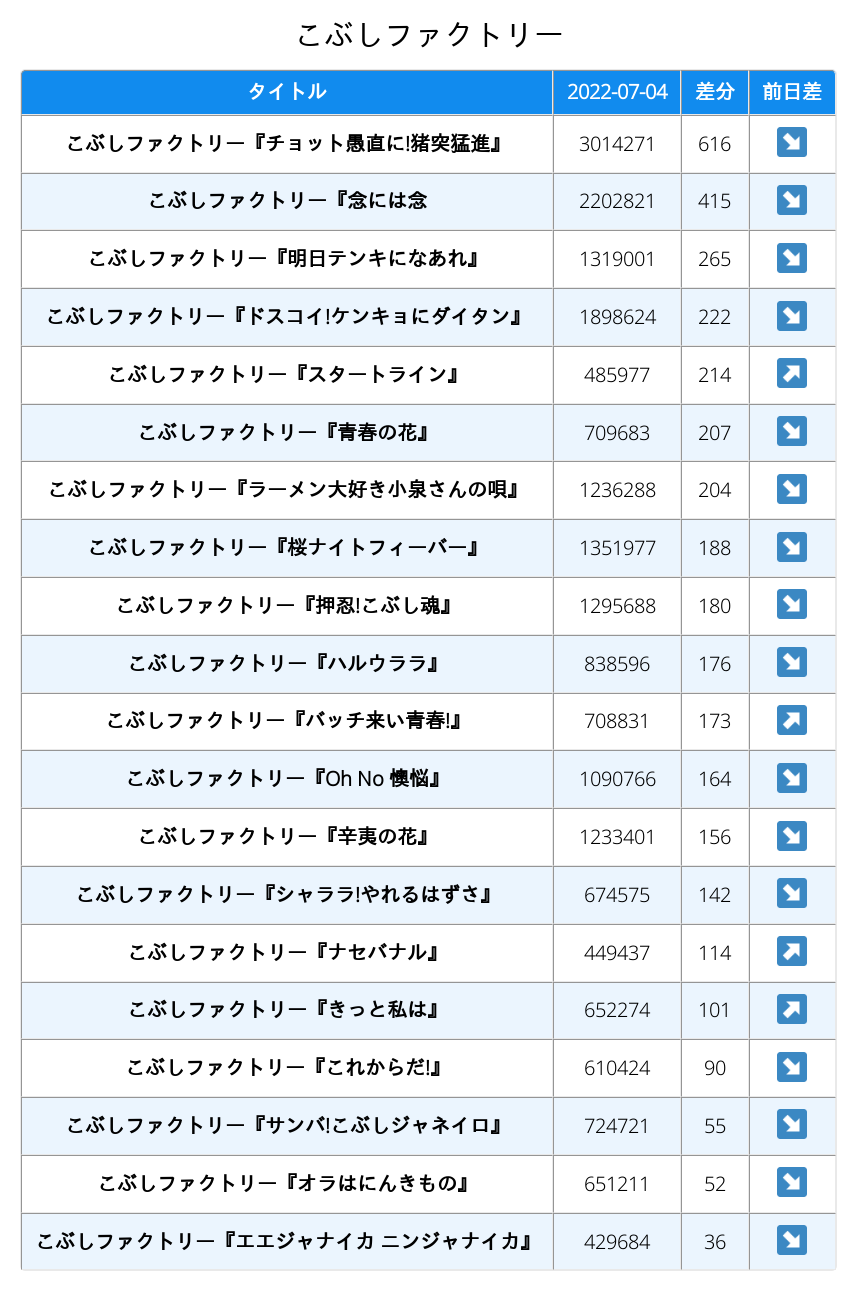 こぶしファクトリー
タイトル 2022-07-04 差分 前日差
こぶしファクトリー『チョット愚直に!猪突猛進』 3014271 616 ↘
こぶしファクトリー『念には念 2202821 415 ↘
こぶしファクトリー『明日テンキになあれ』 1319001 265 ↘
こぶしファクトリー『ドスコイ!ケンキョにダイタン』 1898624 222 ↘
こぶしファクトリー『スタートライン』 485977 214 ↗
こぶしファクトリー『青春の花』 709683 207 ↘
こぶしファクトリー『ラーメン大好き小泉さんの唄』 1236288 204 ↘
こぶしファクトリー『桜ナイトフィーバー』 1351977 188 ↘
こぶしファクトリー『押忍!こぶし魂』 1295688 180 ↘
こぶしファクトリー『ハルウララ』 838596 176 ↘
こぶしファクトリー『バッチ来い青春!』 708831 173 ↗
こぶしファクトリー『Oh No 懊悩』 1090766 164 ↘
こぶしファクトリー『辛夷の花』 1233401 156 ↘
こぶしファクトリー『シャララ!やれるはずさ』 674575 142 ↘
こぶしファクトリー『ナセバナル』 449437 114 ↗
こぶしファクトリー『きっと私は』 652274 101 ↗
こぶしファクトリー『これからだ!』 610424 90 ↘
こぶしファクトリー『サンバ!こぶしジャネイロ』 724721 55 ↘
こぶしファクトリー『オラはにんきもの』 651211 52 ↘
こぶしファクトリー『エエジャナイカ ニンジャナイカ』 429684 36 ↘